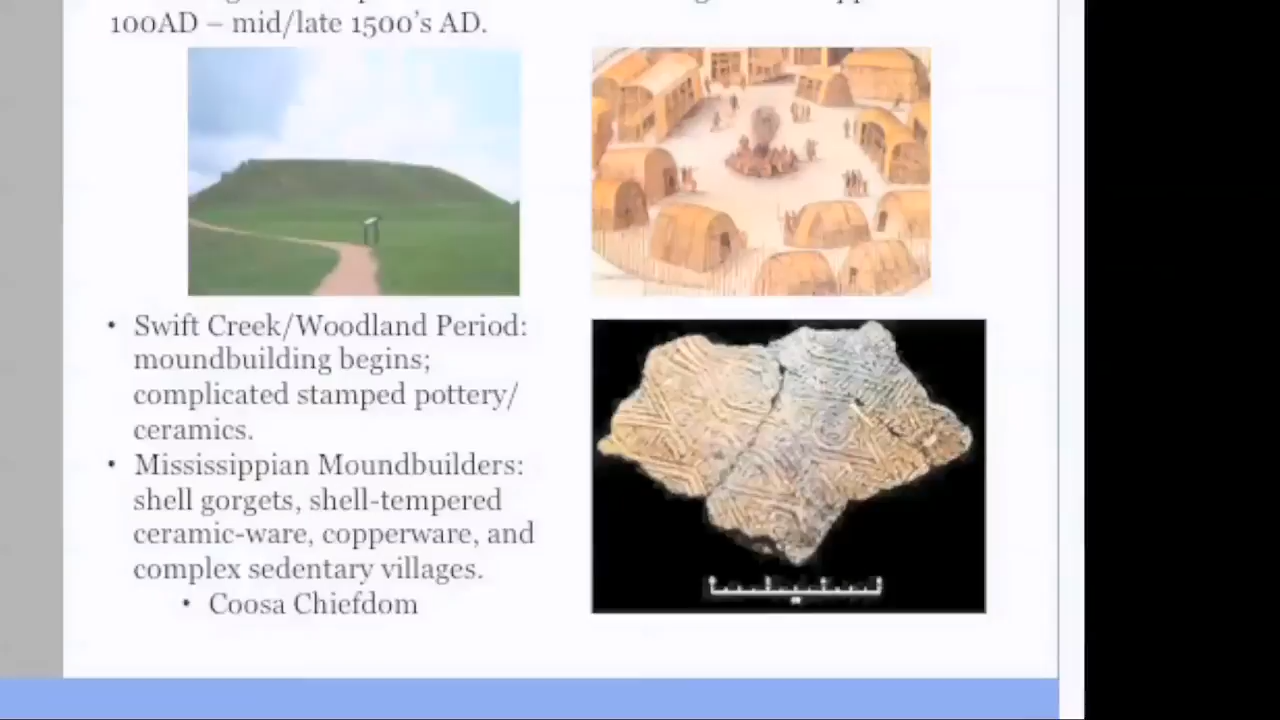 100AD – mid/late 1500's AD.
• Swift Creek/Woodland Period:
moundbuilding begins;
complicated stamped pottery/
ceramics.
• Mississippian Moundbuilders:
shell gorgets, shell-tempered
ceramic-ware, copperware, and
complex sedentary villages.
• Coosa Chiefdom